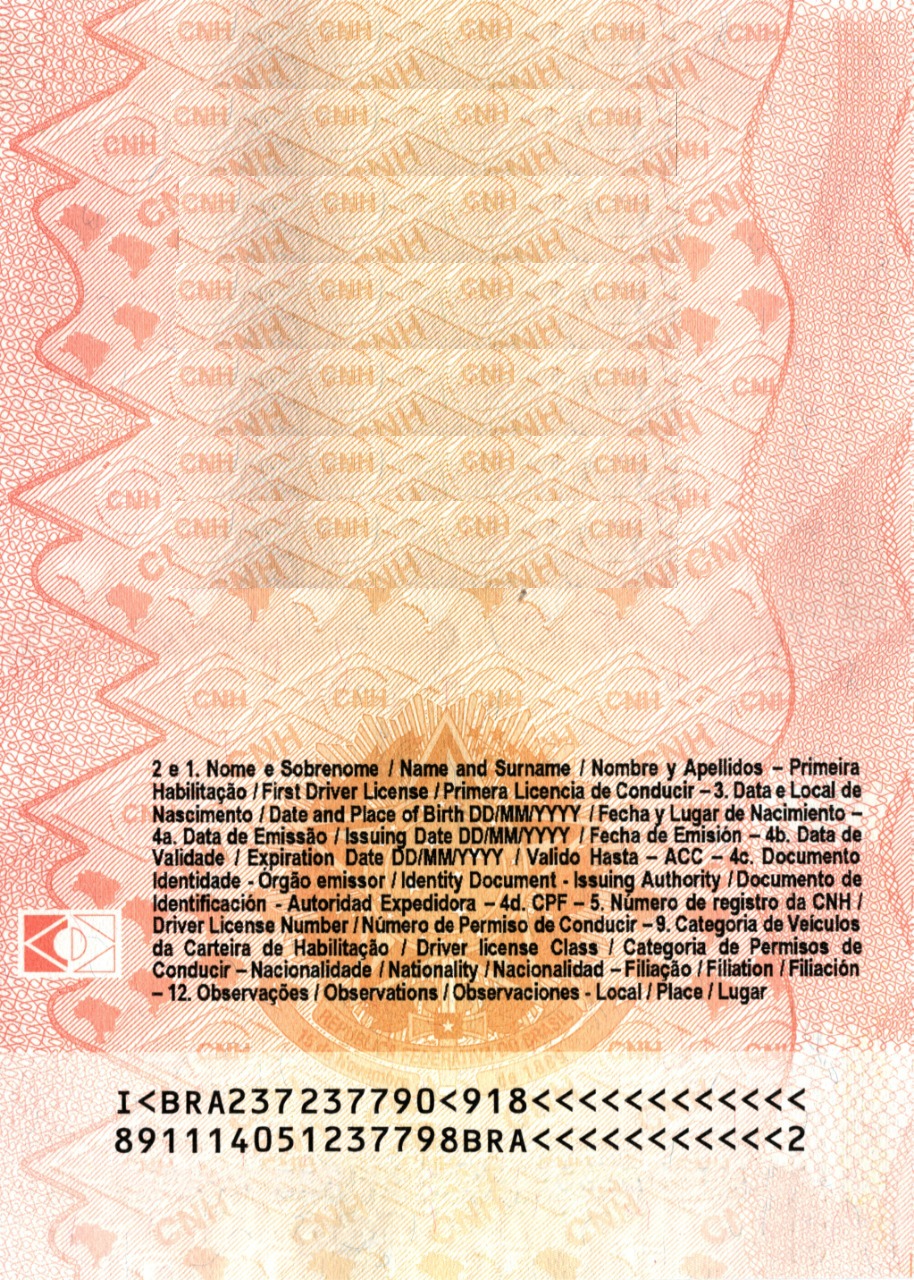 2 e 1. Nome e Sobrenome / Name and Surname / Nombre y Apellidos – Primeira
Habilitação / First Driver License / Primera Licencia de Conducir – 3. Data e Local de
Nascimento / Date and Place of Birth DD/MM/YYYY / Fecha y Lugar de Nacimiento –
4a. Data de Emissão / Issuing Date DD/MM/YYYY / Fecha de Emisión – 4b. Data de
Validade / Expiration Date DD/MM/YYYY / Valido Hasta – ACC – 4c. Documento
Identidade - Órgão emissor / Identity Document - Issuing Authority / Documento de
Identificación - Autoridad Expedidora – 4d. CPF – 5. Número de registro da CNH /
Driver License Number / Número de Permiso de Conducir – 9. Categoria de Veículos
da Carteira de Habilitação / Driver license Class / Categoria de Permisos de
Conducir – Nacionalidade / Nationality / Nacionalidad – Filiação / Filiation / Filiación
– 12. Observações / Observations / Observaciones - Local / Place / Lugar
I<BRA237237790<918<<<<<<<<<<<<
891114051237798BRA<<<<<<<<<<<2